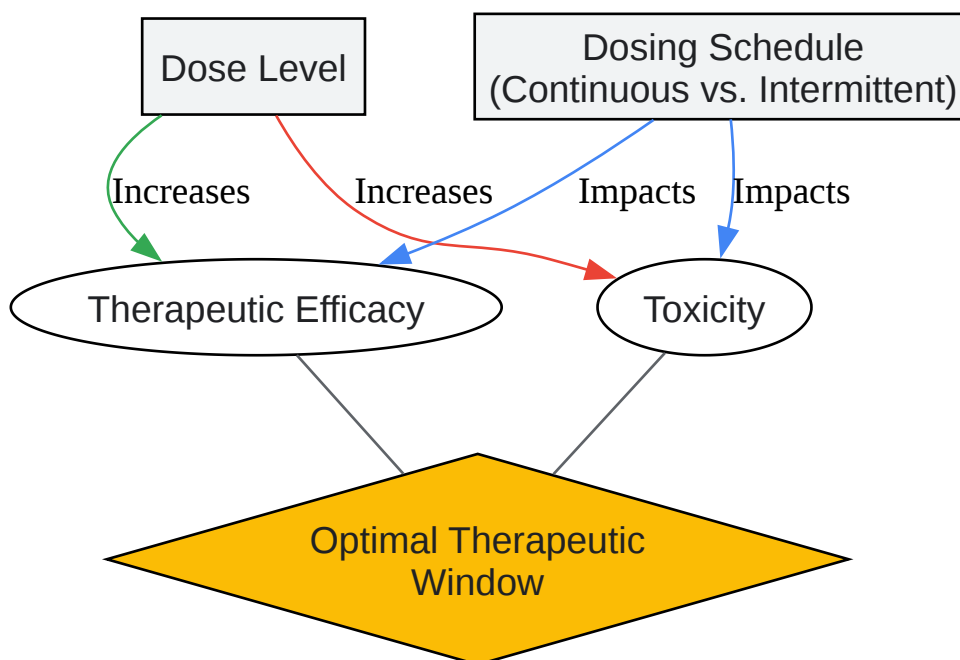 Dose Level
Dosing Schedule
(Continuous vs. Intermittent)
Increases
Increases
Impacts
Impacts
Therapeutic Efficacy
Toxicity
Optimal Therapeutic
Window